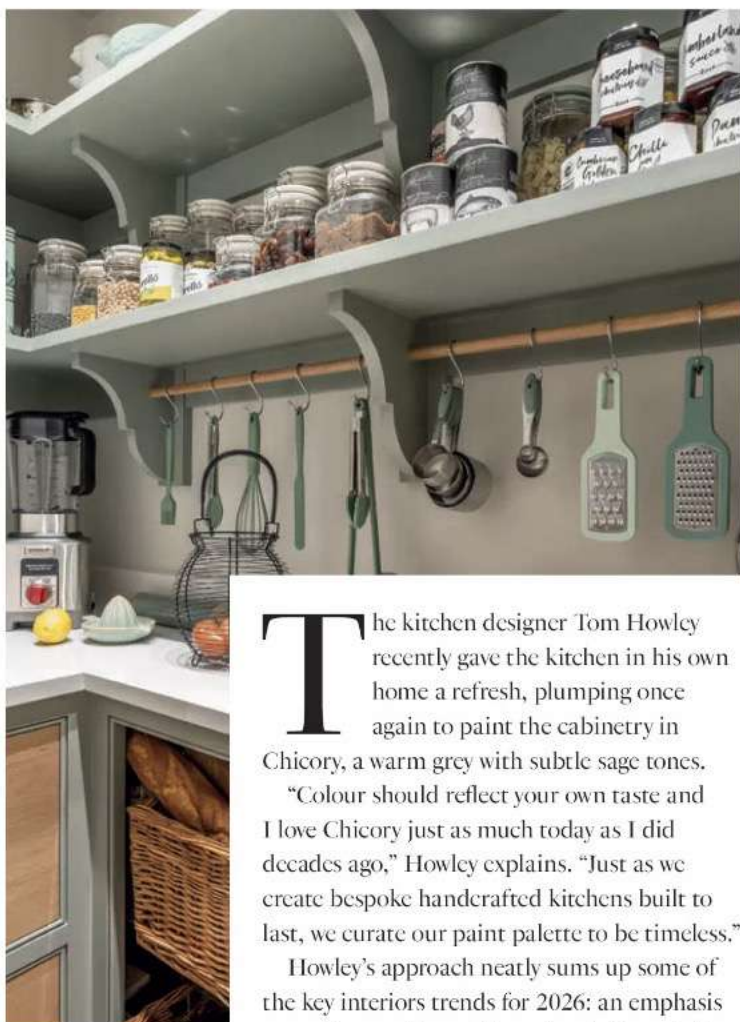 Cheeseboard
Cumberland
sauce
Chilli
The kitchen designer Tom Howley
recently gave the kitchen in his own
home a refresh, plumping once
again to paint the cabinetry in
Chicory, a warm grey with subtle sage tones.
“Colour should reflect your own taste and
I love Chicory just as much today as I did
decades ago,” Howley explains. “Just as we
create bespoke handcrafted kitchens built to
last, we curate our paint palette to be timeless.”
Howley’s approach neatly sums up some of
the key interiors trends for 2026: an emphasis